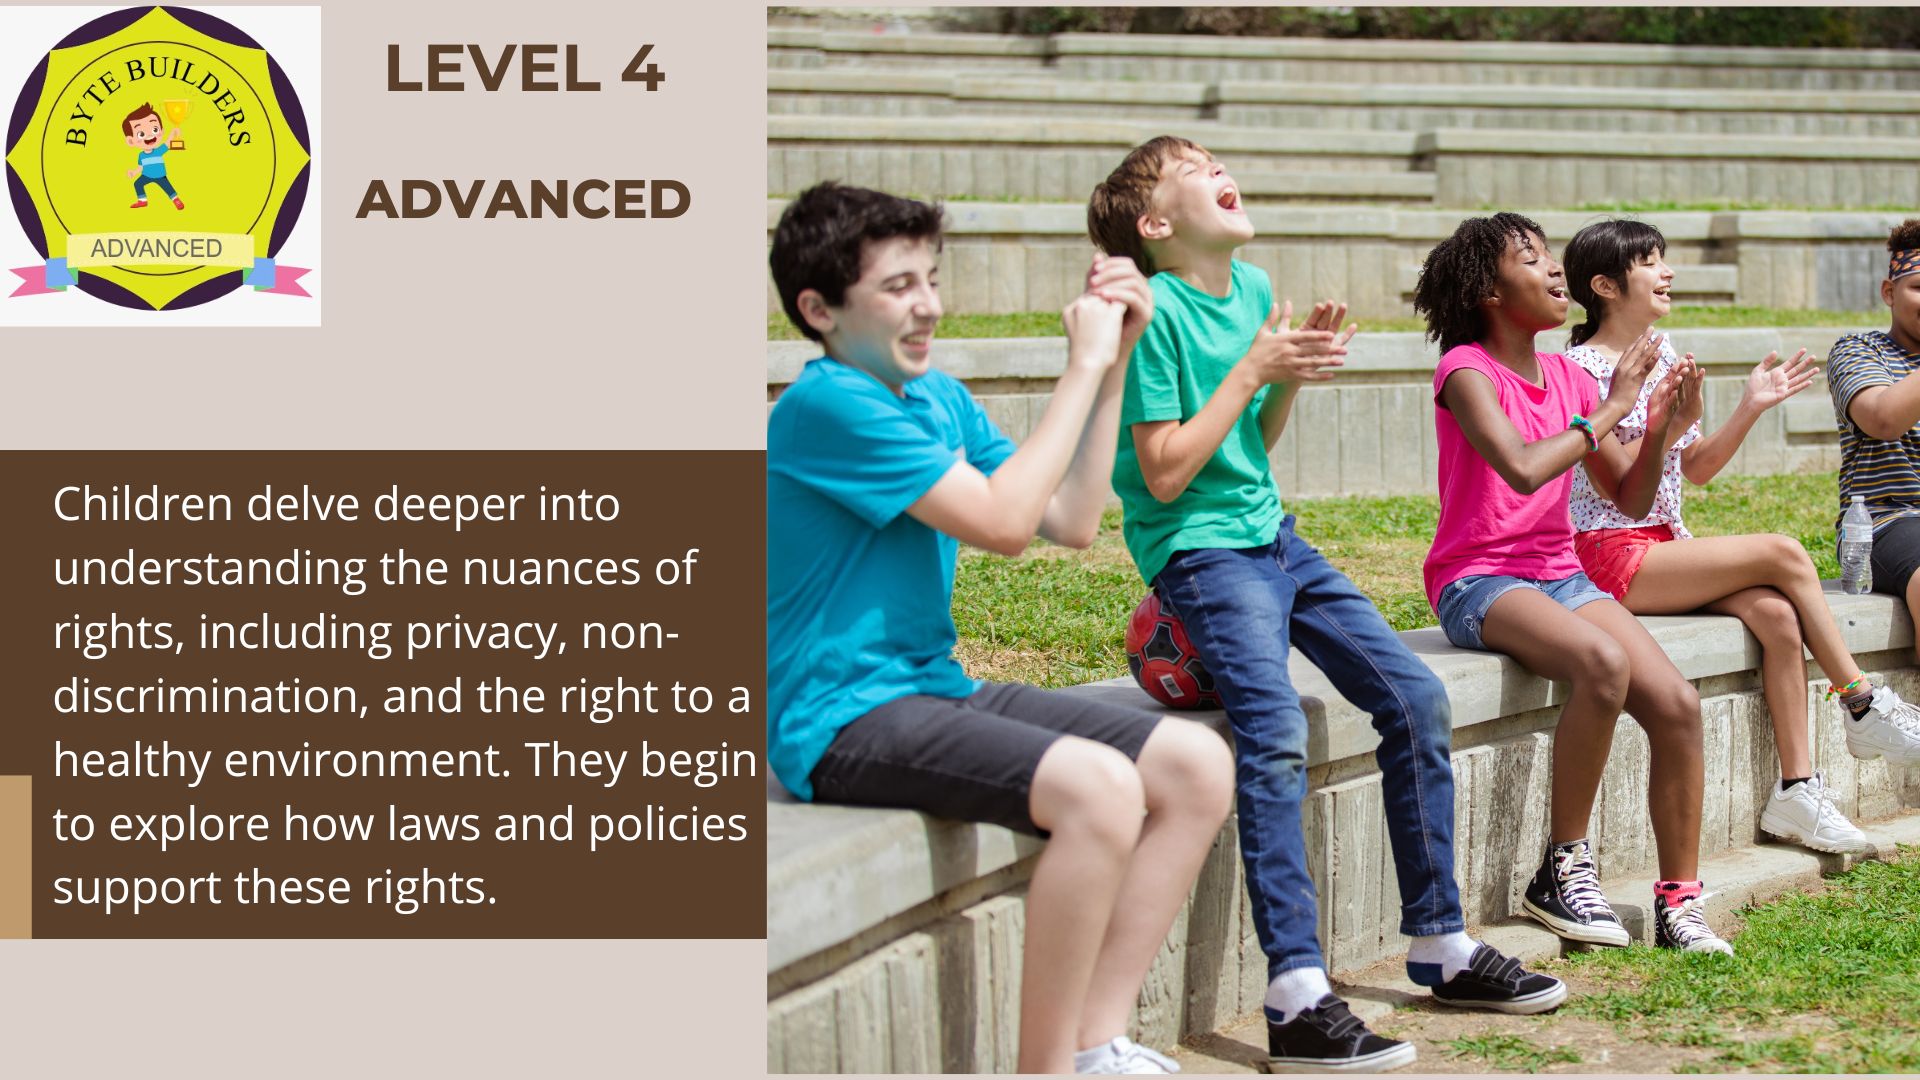 BYTE BUILDERS
ADVANCED
LEVEL 4
ADVANCED
Children delve deeper into
understanding the nuances of
rights, including privacy, non-
discrimination, and the right to a
healthy environment. They begin
to explore how laws and policies
support these rights.